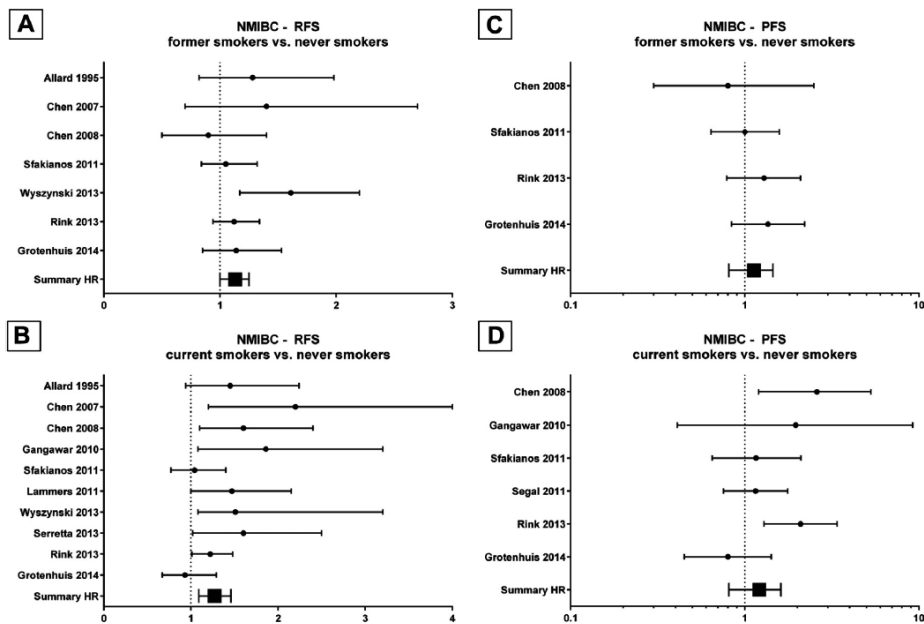 A
NMIBC - RFS
former smokers vs. never smokers
Allard 1995
Chen 2007
Chen 2008
Sfakianos 2011
Wyszynski 2013
Rink 2013
Grotenhuis 2014
Summary HR
0 1 2 3
B
NMIBC - RFS
current smokers vs. never smokers
Allard 1995
Chen 2007
Chen 2008
Gangawar 2010
Sfakianos 2011
Lammers 2011
Wyszynski 2013
Serretta 2013
Rink 2013
Grotenhuis 2014
Summary HR
0 1 2 3 4
C
NMIBC - PFS
former smokers vs. never smokers
Chen 2008
Sfakianos 2011
Rink 2013
Grotenhuis 2014
Summary HR
0.1 1 10
D
NMIBC - PFS
current smokers vs. never smokers
Chen 2008
Gangawar 2010
Sfakianos 2011
Segal 2011
Rink 2013
Grotenhuis 2014
Summary HR
0.1 1 10